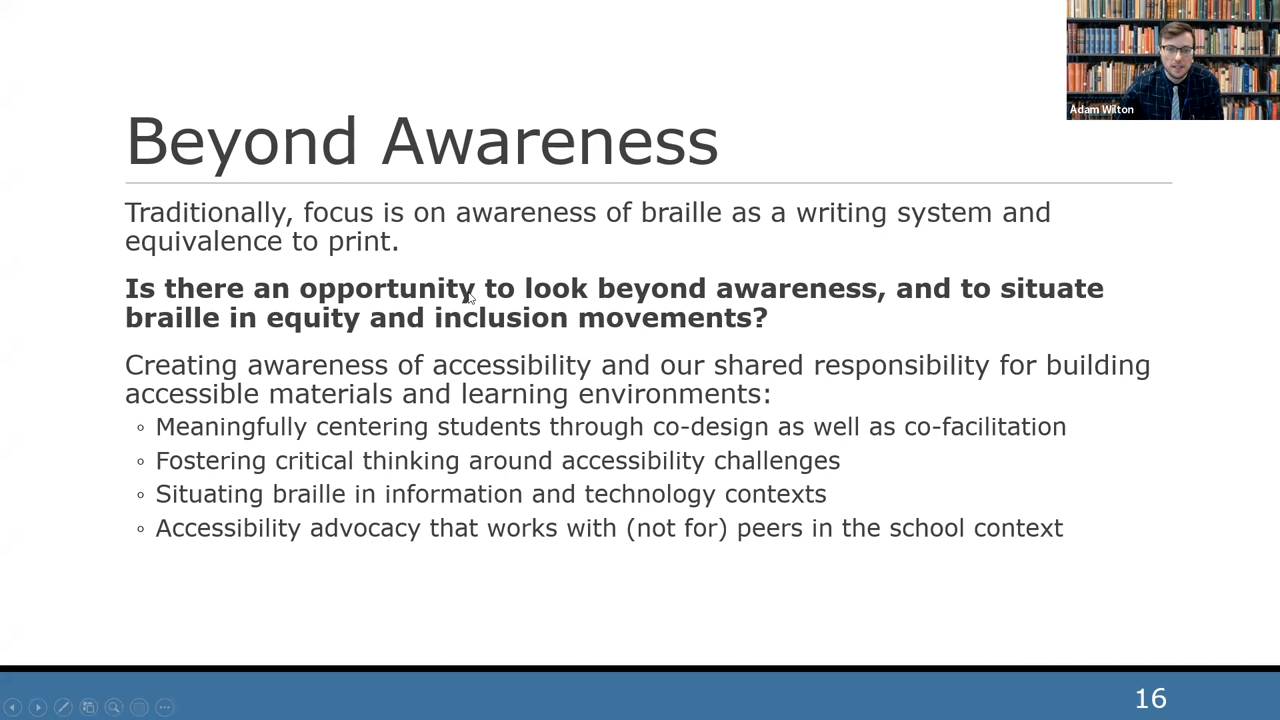 Adam Wilton
Beyond Awareness
Traditionally, focus is on awareness of braille as a writing system and
equivalence to print.
Is there an opportunity to look beyond awareness, and to situate
braille in equity and inclusion movements?
Creating awareness of accessibility and our shared responsibility for building
accessible materials and learning environments:
◦ Meaningfully centering students through co-design as well as co-facilitation
◦ Fostering critical thinking around accessibility challenges
◦ Situating braille in information and technology contexts
◦ Accessibility advocacy that works with (not for) peers in the school context
16